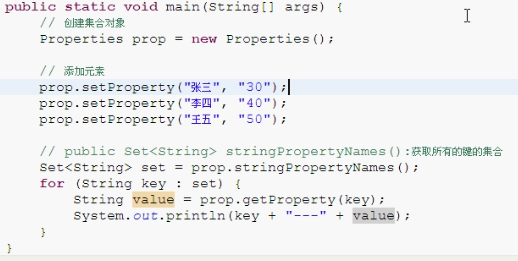 public static void main(String[] args) {
// 创建集合对象
Properties prop = new Properties();
// 添加元素
prop.setProperty("张三", "30");
prop.setProperty("李四", "40");
prop.setProperty("王五", "50");
// public Set<String> stringPropertyNames():获取所有的键的集合
Set<String> set = prop.stringPropertyNames();
for (String key : set) {
String value = prop.getProperty(key);
System.out.println(key + "---" + value);
}
}